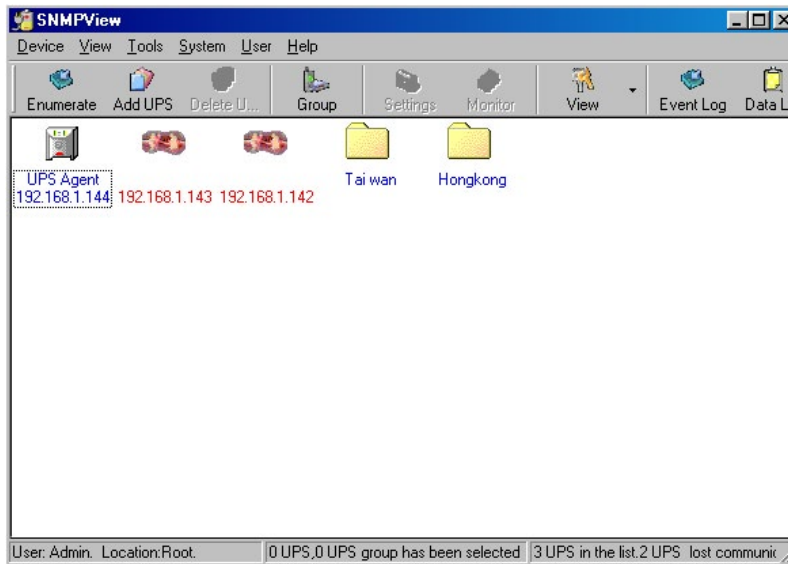 SNMPView
Device View Tools System User Help
Enumerate Add UPS Delete U... Group Settings Monitor View Event Log Data L
UPS Agent
192.168.1.144
192.168.1.143
192.168.1.142
Tai wan
Hongkong
User: Admin. Location:Root. 0 UPS,0 UPS group has been selected 3 UPS in the list.2 UPS lost communic